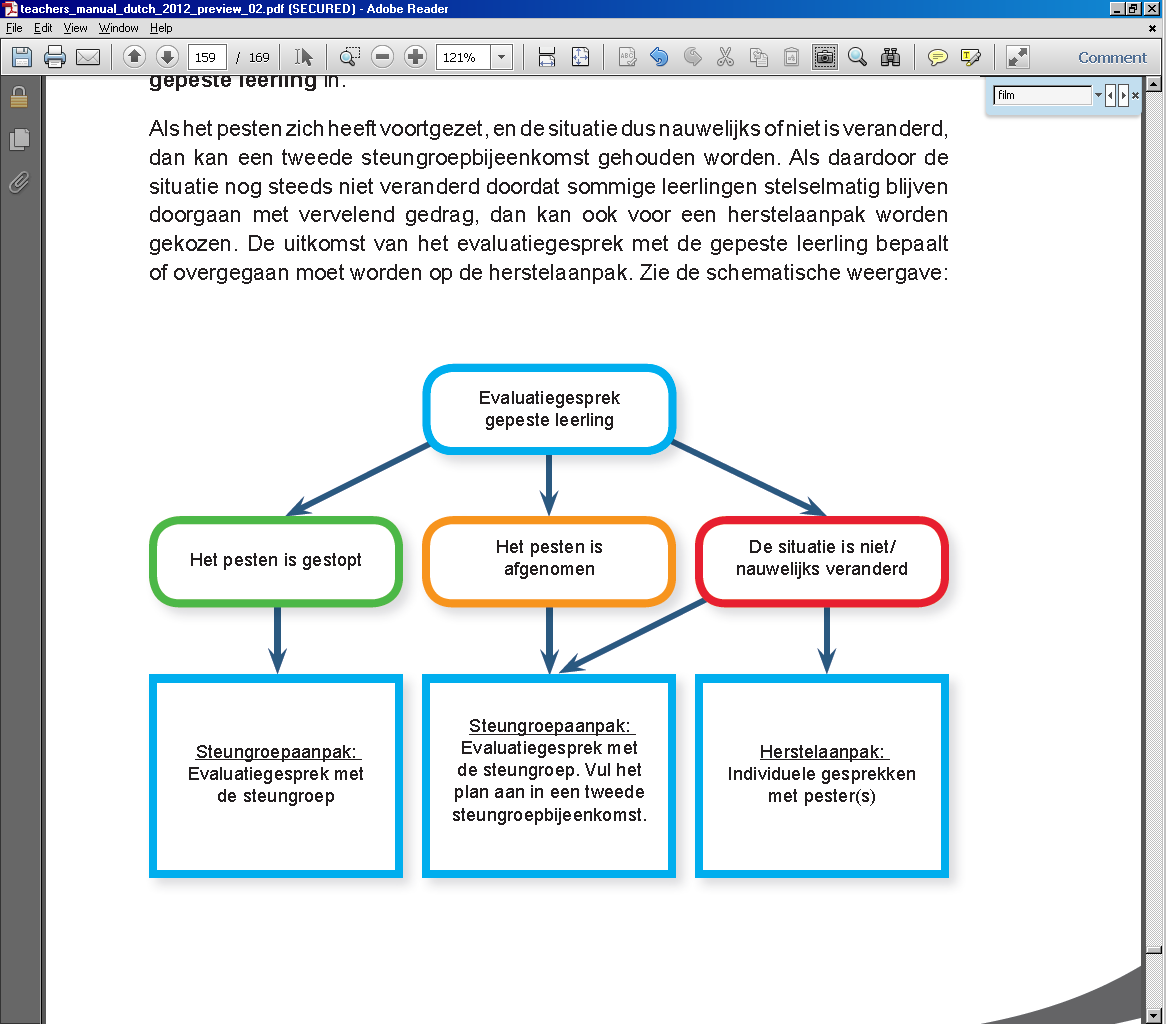 teachers_manual_dutch_2012_preview_02.pdf (SECURED) - Adobe Reader
File Edit View Window Help
159 / 169 121% Comment
film
gepeste leerling in.
Als het pesten zich heeft voortgezet, en de situatie dus nauwelijks of niet is veranderd,
dan kan een tweede steungroepbijeenkomst gehouden worden. Als daardoor de
situatie nog steeds niet veranderd doordat sommige leerlingen stelselmatig blijven
doorgaan met vervelend gedrag, dan kan ook voor een herstelaanpak worden
gekozen. De uitkomst van het evaluatiegesprek met de gepeste leerling bepaalt
of overgegaan moet worden op de herstelaanpak. Zie de schematische weergave:
Evaluatiegesprek
gepeste leerling
Het pesten is gestopt
Het pesten is
afgenomen
De situatie is niet/
nauwelijks veranderd
Steungroepaanpak:
Evaluatiegesprek met
de steungroep
Steungroepaanpak:
Evaluatiegesprek met
de steungroep. Vul het
plan aan in een tweede
steungroepbijeenkomst.
Herstelaanpak:
Individuele gesprekken
met pester(s)